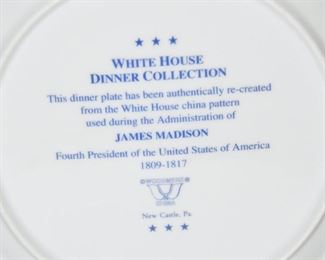 WHITE HOUSE
DINNER COLLECTION
This dinner plate has been authentically re-created
from the White House china pattern
used during the Administration of
JAMES MADISON
Fourth President of the United States of America
1809-1817
WOODMERE
CHINA
New Castle, Pa.